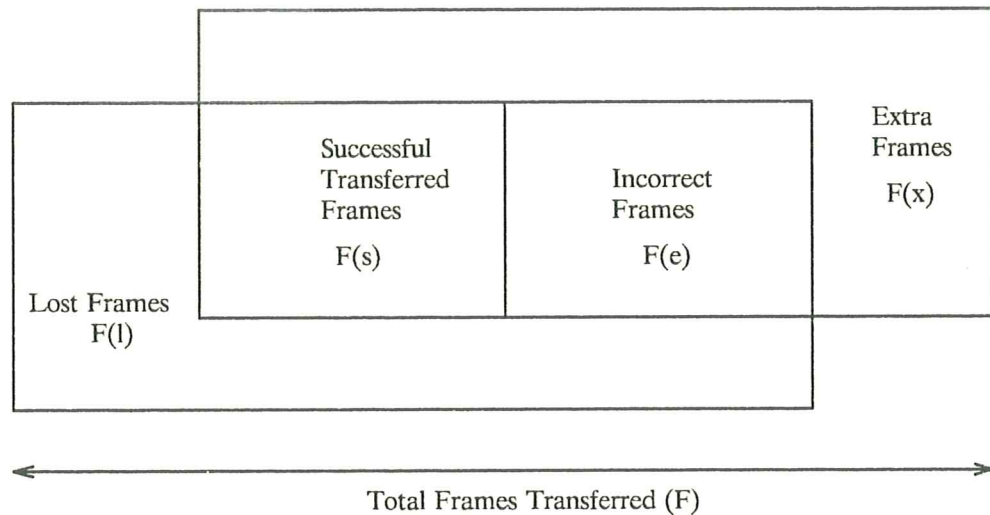 Extra
Frames
F(x)
Successful
Transferred
Frames
F(s)
Incorrect
Frames
F(e)
Lost Frames
F(l)
Total Frames Transferred (F)